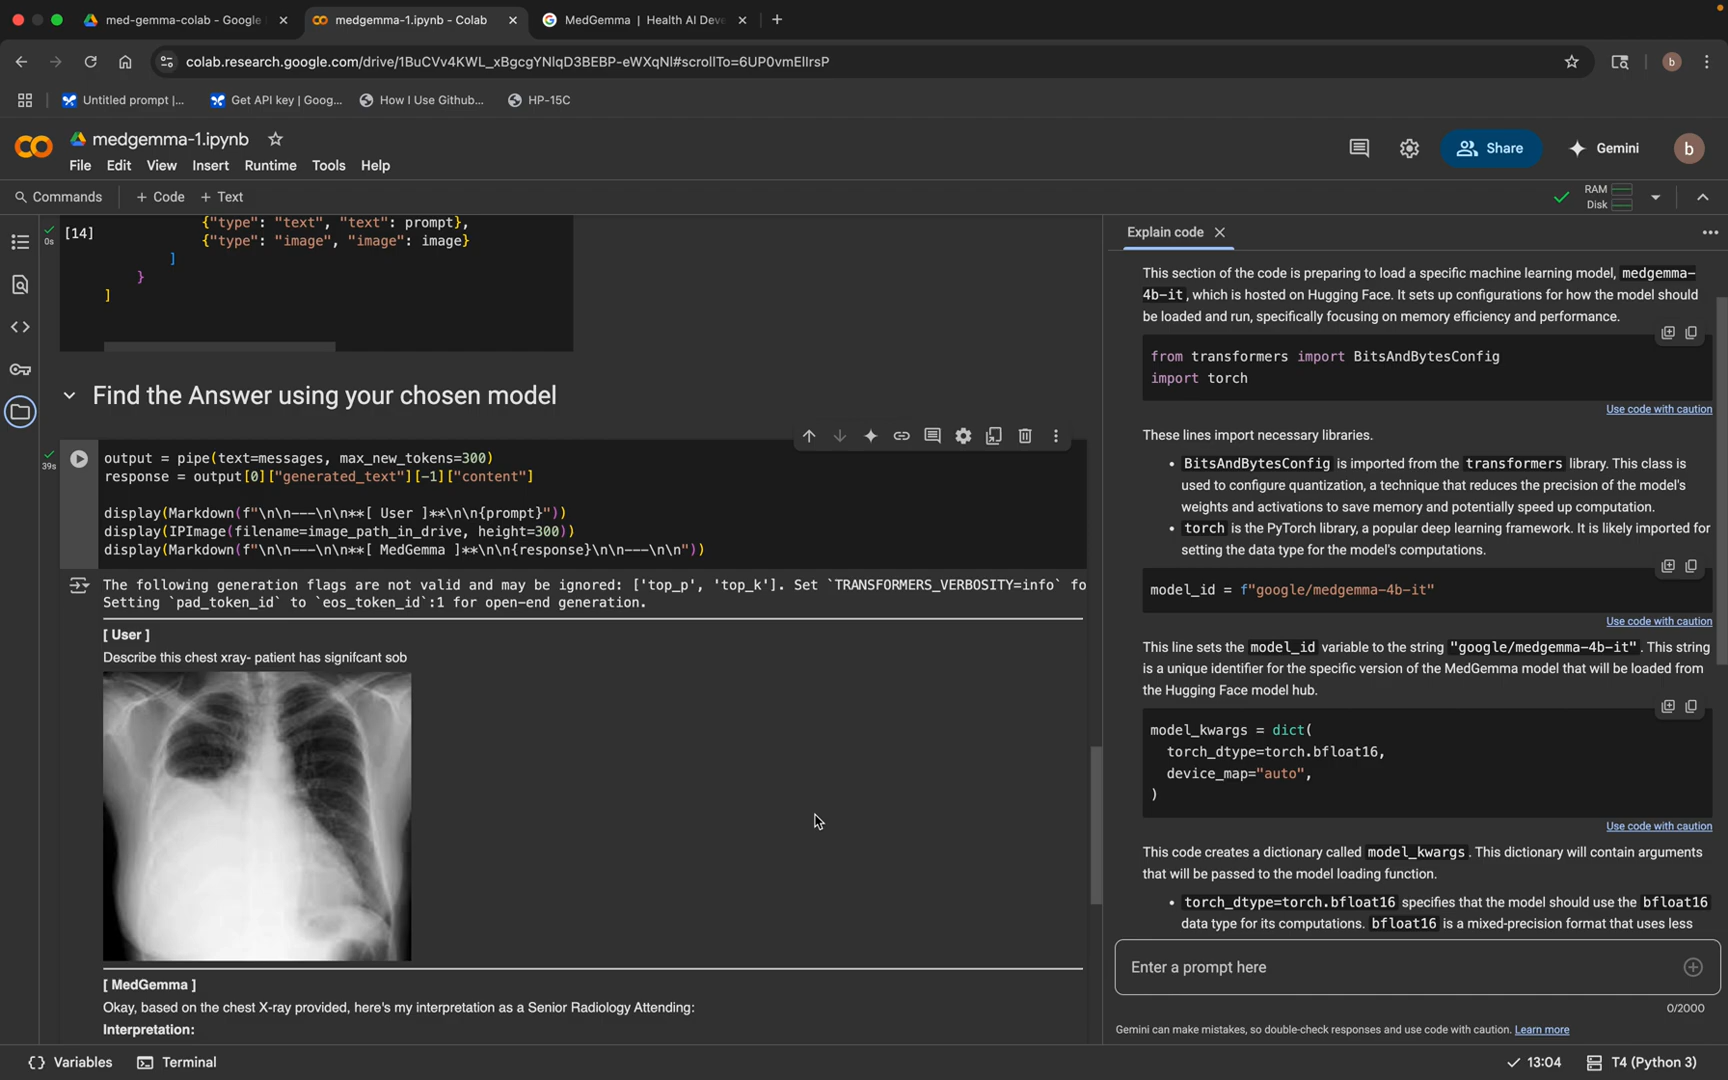 med-gemma-colab - Google
medgemma-1.ipynb - Colab
MedGemma | Health AI Deve
colab.research.google.com/drive/1BuCVv4KWL_xBgcgYNlqD3BEBP-eWXqNl#scrollTo=6UP0vmEllrsP
b
Untitled prompt |...
Get API key | Goog...
How I Use Github...
HP-15C
medgemma-1.ipynb
File Edit View Insert Runtime Tools Help
Share
Gemini
b
Commands
+ Code
+ Text
RAM
Disk
[14]
0s
{"type": "text", "text": prompt},
{"type": "image", "image": image}
]
}
]
Find the Answer using your chosen model
39s
output = pipe(text=messages, max_new_tokens=300)
response = output[0]["generated_text"][-1]["content"]
display(Markdown(f"\n\n---\n\n**[ User ]**\n\n{prompt}"))
display(IPImage(filename=image_path_in_drive, height=300))
display(Markdown(f"\n\n---\n\n**[ MedGemma ]**\n\n{response}\n\n---\n\n"))
The following generation flags are not valid and may be ignored: ['top_p', 'top_k']. Set `TRANSFORMERS_VERBOSITY=info` fo
Setting `pad_token_id` to `eos_token_id`:1 for open-end generation.
[ User ]
Describe this chest xray- patient has signifcant sob
[ MedGemma ]
Okay, based on the chest X-ray provided, here's my interpretation as a Senior Radiology Attending:
Interpretation:
Explain code
This section of the code is preparing to load a specific machine learning model, medgemma-
4b-it, which is hosted on Hugging Face. It sets up configurations for how the model should
be loaded and run, specifically focusing on memory efficiency and performance.
from transformers import BitsAndBytesConfig
import torch
Use code with caution
These lines import necessary libraries.
• BitsAndBytesConfig is imported from the transformers library. This class is
used to configure quantization, a technique that reduces the precision of the model's
weights and activations to save memory and potentially speed up computation.
• torch is the PyTorch library, a popular deep learning framework. It is likely imported for
setting the data type for the model's computations.
model_id = f"google/medgemma-4b-it"
Use code with caution
This line sets the model_id variable to the string "google/medgemma-4b-it". This string
is a unique identifier for the specific version of the MedGemma model that will be loaded from
the Hugging Face model hub.
model_kwargs = dict(
torch_dtype=torch.bfloat16,
device_map="auto",
)
Use code with caution
This code creates a dictionary called model_kwargs. This dictionary will contain arguments
that will be passed to the model loading function.
• torch_dtype=torch.bfloat16 specifies that the model should use the bfloat16
data type for its computations. bfloat16 is a mixed-precision format that uses less
Enter a prompt here
0/2000
Gemini can make mistakes, so double-check responses and use code with caution. Learn more
Variables
Terminal
13:04
T4 (Python 3)